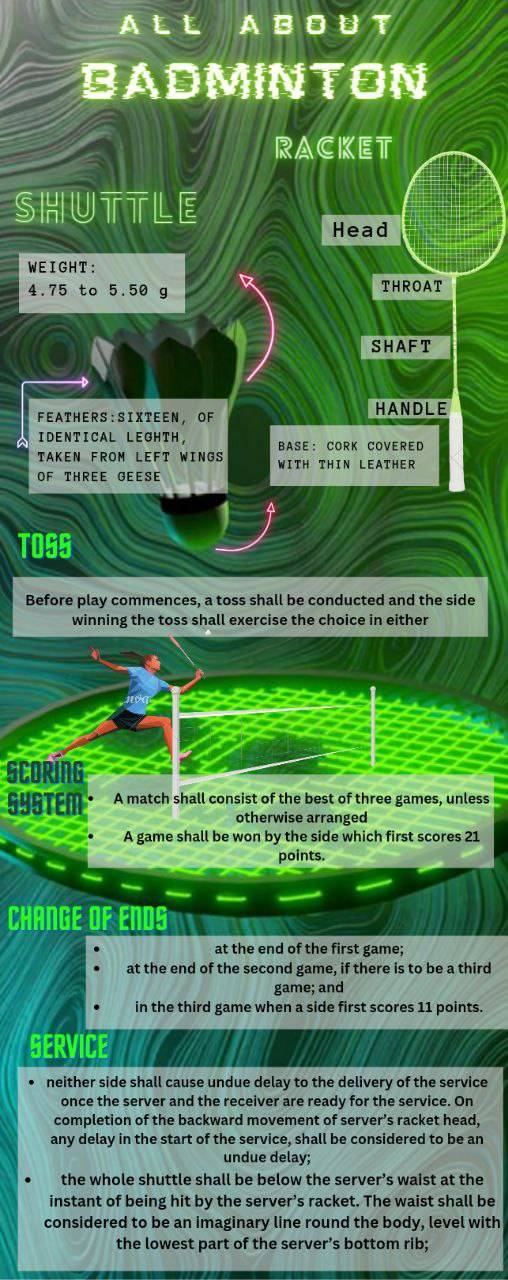 ALL ABOUT
BADMINTON
RACKET
SHUTTLE
Head
WEIGHT:
4.75 to 5.50 g
THROAT
SHAFT
HANDLE
FEATHERS:SIXTEEN, OF
IDENTICAL LEGHTH,
TAKEN FROM LEFT WINGS
OF THREE GEESE
BASE: CORK COVERED
WITH THIN LEATHER
TOSS
Before play commences, a toss shall be conducted and the side
winning the toss shall exercise the choice in either
SCORING
SYSTEM
• A match shall consist of the best of three games, unless
otherwise arranged
• A game shall be won by the side which first scores 21
points.
CHANGE OF ENDS
• at the end of the first game;
• at the end of the second game, if there is to be a third
game; and
• in the third game when a side first scores 11 points.
SERVICE
• neither side shall cause undue delay to the delivery of the service
once the server and the receiver are ready for the service. On
completion of the backward movement of server's racket head,
any delay in the start of the service, shall be considered to be an
undue delay;
• the whole shuttle shall be below the server's waist at the
instant of being hit by the server's racket. The waist shall be
considered to be an imaginary line round the body, level with
the lowest part of the server's bottom rib;